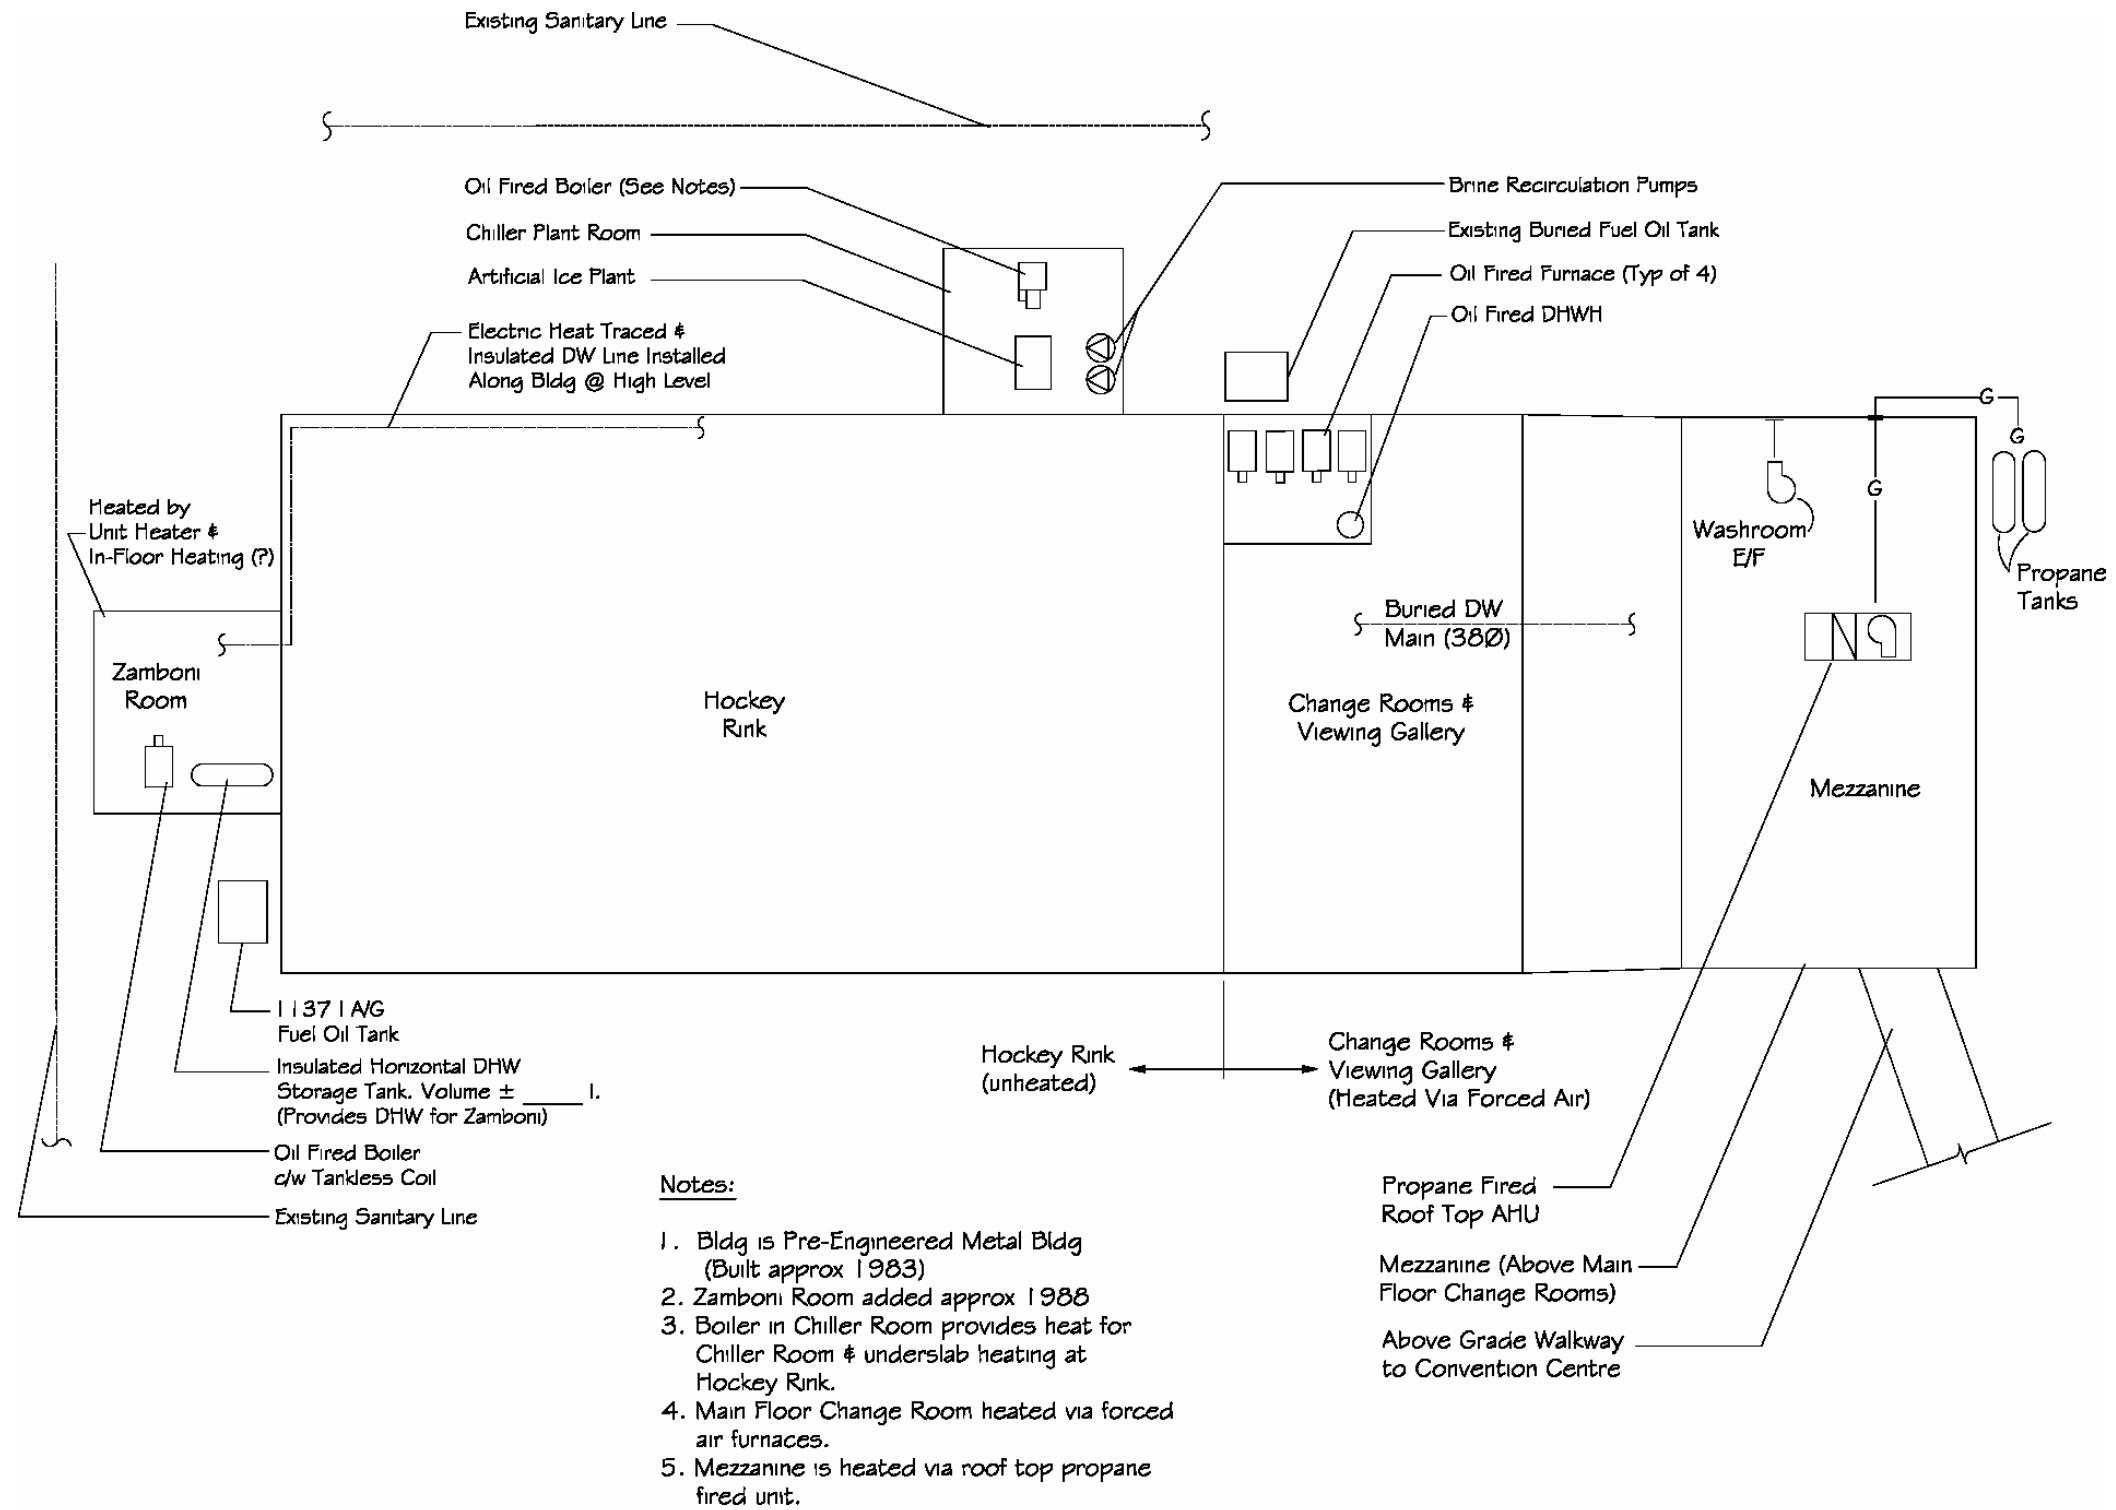 Existing Sanitary Line
Oil Fired Boiler (See Notes)
Chiller Plant Room
Artificial Ice Plant
Electric Heat Traced &
Insulated DW Line Installed
Along Bldg @ High Level
Brine Recirculation Pumps
Existing Buried Fuel Oil Tank
Oil Fired Furnace (Typ of 4)
Oil Fired DHWH
G
G
G
Heated by
Unit Heater &
In-Floor Heating (?)
Washroom
E/F
Propane
Tanks
Buried DW
Main (38Ø)
Zamboni
Room
Hockey
Rink
Change Rooms &
Viewing Gallery
Mezzanine
1137 l A/G
Fuel Oil Tank
Insulated Horizontal DHW
Storage Tank. Volume ± _____ l.
(Provides DHW for Zamboni)
Oil Fired Boiler
c/w Tankless Coil
Existing Sanitary Line
Hockey Rink
(unheated)
Change Rooms &
Viewing Gallery
(Heated Via Forced Air)
Propane Fired
Roof Top AHU
Mezzanine (Above Main
Floor Change Rooms)
Above Grade Walkway
to Convention Centre
Notes:
1. Bldg is Pre-Engineered Metal Bldg
(Built approx 1983)
2. Zamboni Room added approx 1988
3. Boiler in Chiller Room provides heat for
Chiller Room & underslab heating at
Hockey Rink.
4. Main Floor Change Room heated via forced
air furnaces.
5. Mezzanine is heated via roof top propane
fired unit.